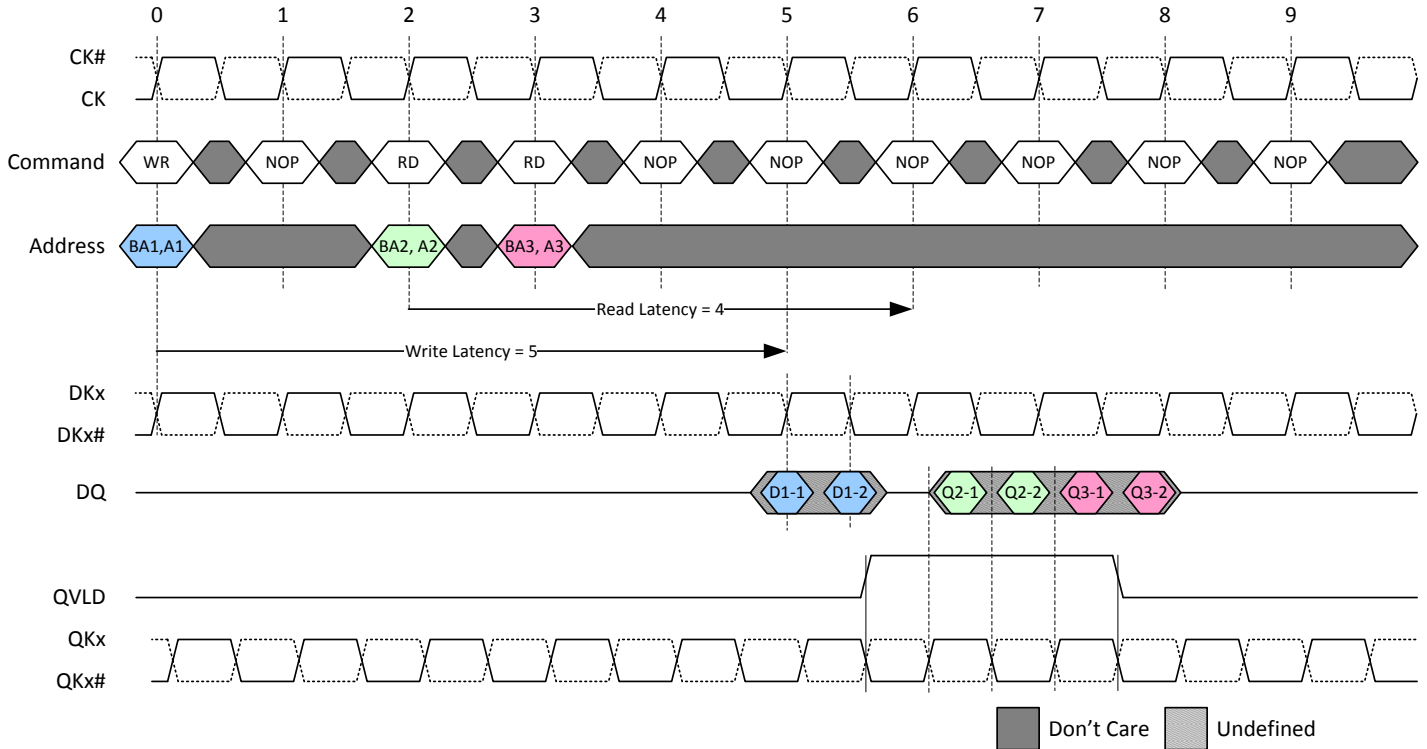 0 1 2 3 4 5 6 7 8 9
CK#
CK
Command WR NOP RD RD NOP NOP NOP NOP NOP NOP
Address BA1,A1 BA2, A2 BA3, A3
Read Latency = 4
Write Latency = 5
DKx
DKx#
DQ D1-1 D1-2 Q2-1 Q2-2 Q3-1 Q3-2
QVLD
QKx
QKx#
Don't Care Undefined